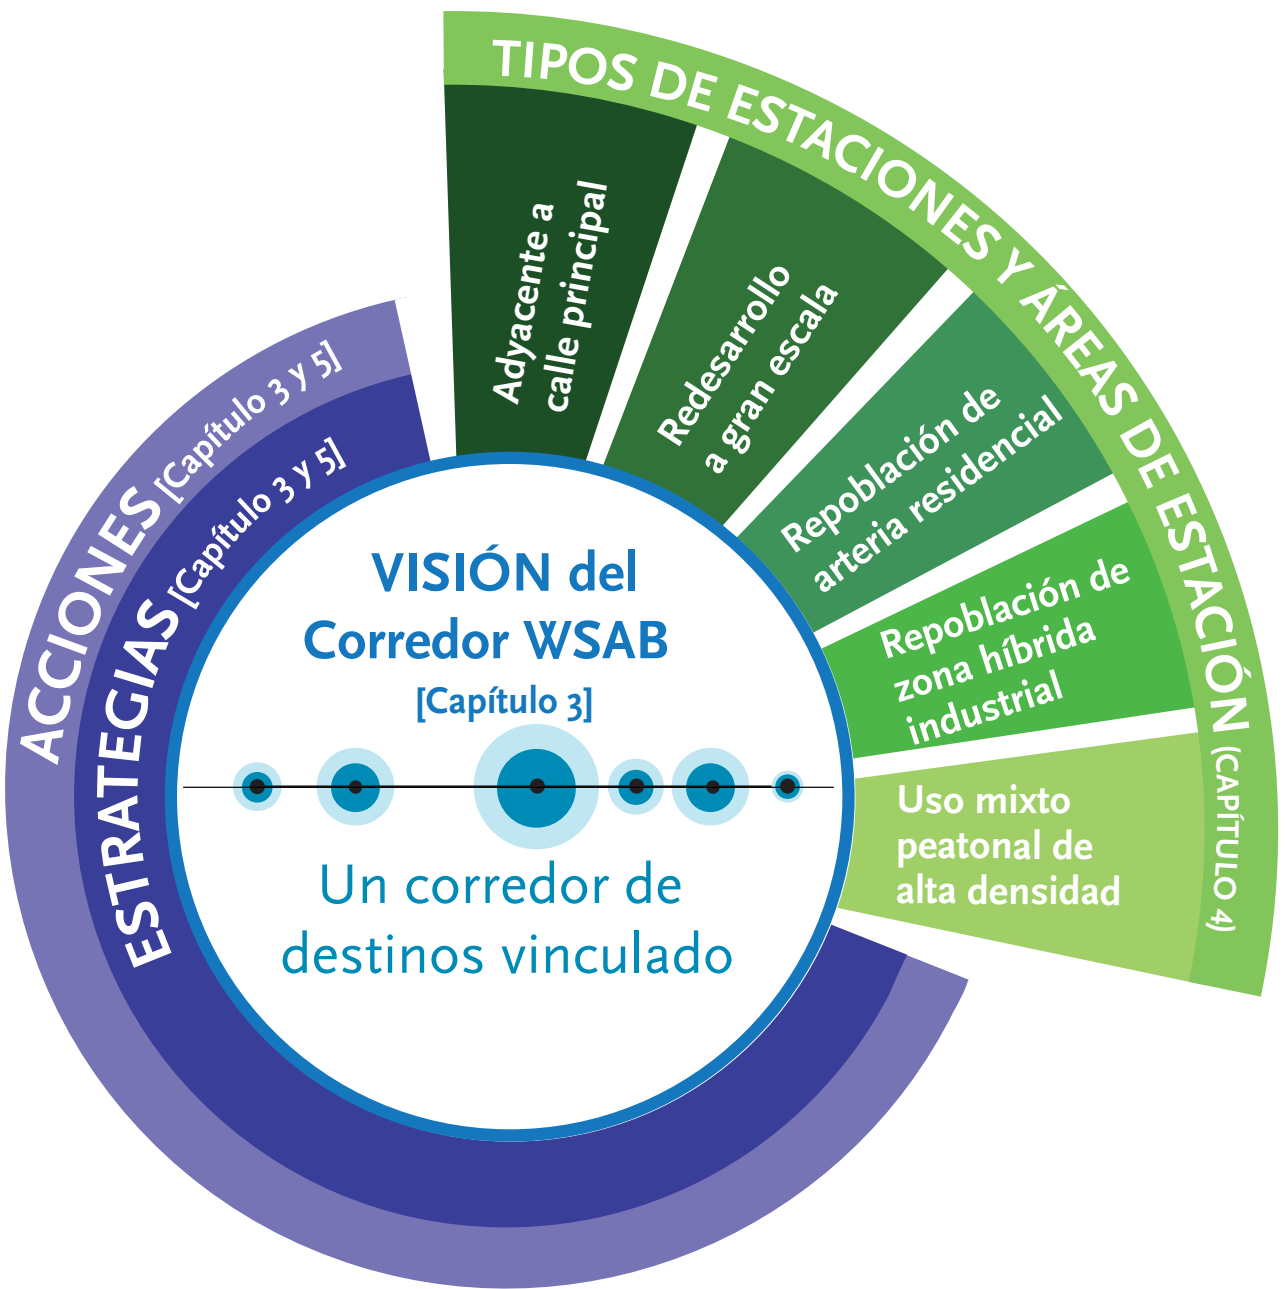 TIPOS DE ESTACIONES Y ÁREAS DE ESTACIÓN (CAPÍTULO 4)
Adyacente a
calle principal
Redesarrollo
a gran escala
Repoblación de
arteria residencial
Repoblación de
zona híbrida
industrial
Uso mixto
peatonal de
alta densidad
ACCIONES [Capítulo 3 y 5]
ESTRATEGIAS [Capítulo 3 y 5]
VISIÓN del
Corredor WSAB
[Capítulo 3]
Un corredor de
destinos vinculado